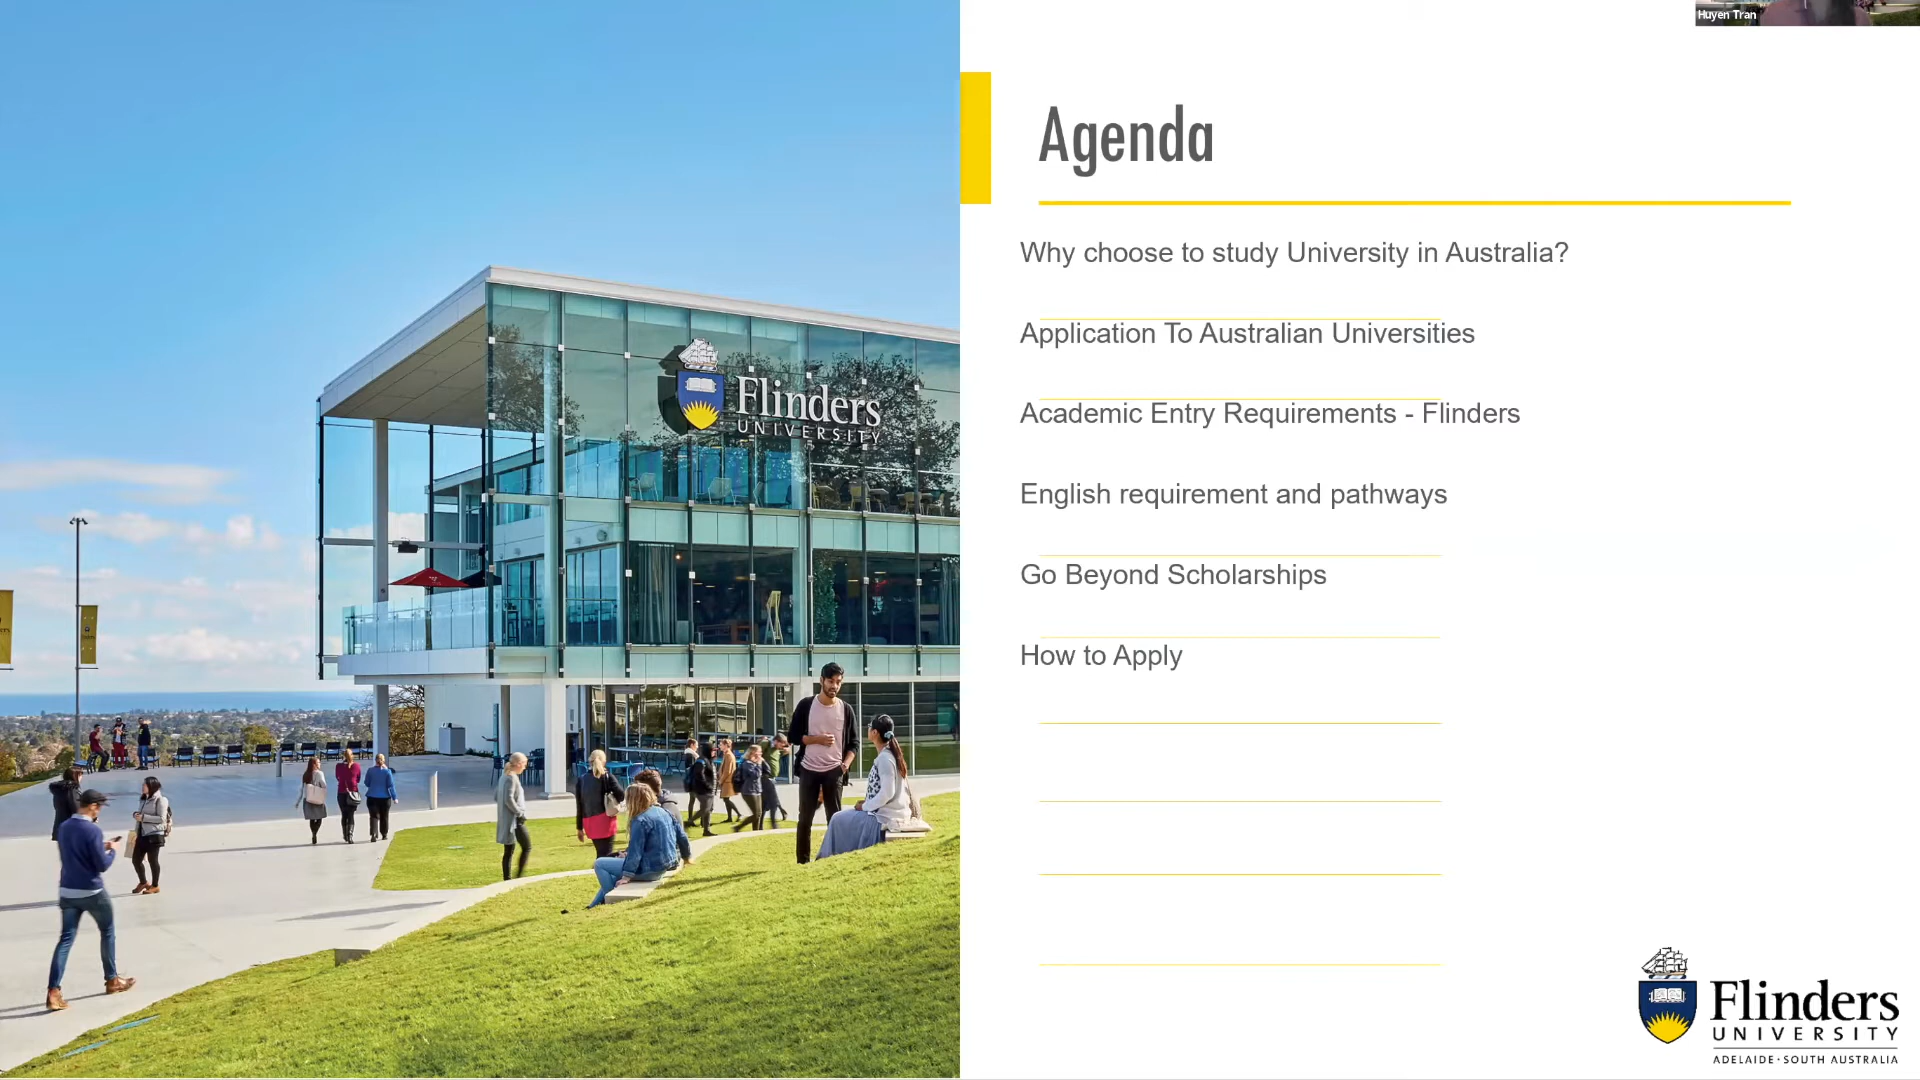 Huyen Tran
Agenda
Why choose to study University in Australia?
Application To Australian Universities
Academic Entry Requirements - Flinders
English requirement and pathways
Go Beyond Scholarships
How to Apply
Flinders
UNIVERSITY
Flinders
UNIVERSITY
ADELAIDE · SOUTH AUSTRALIA